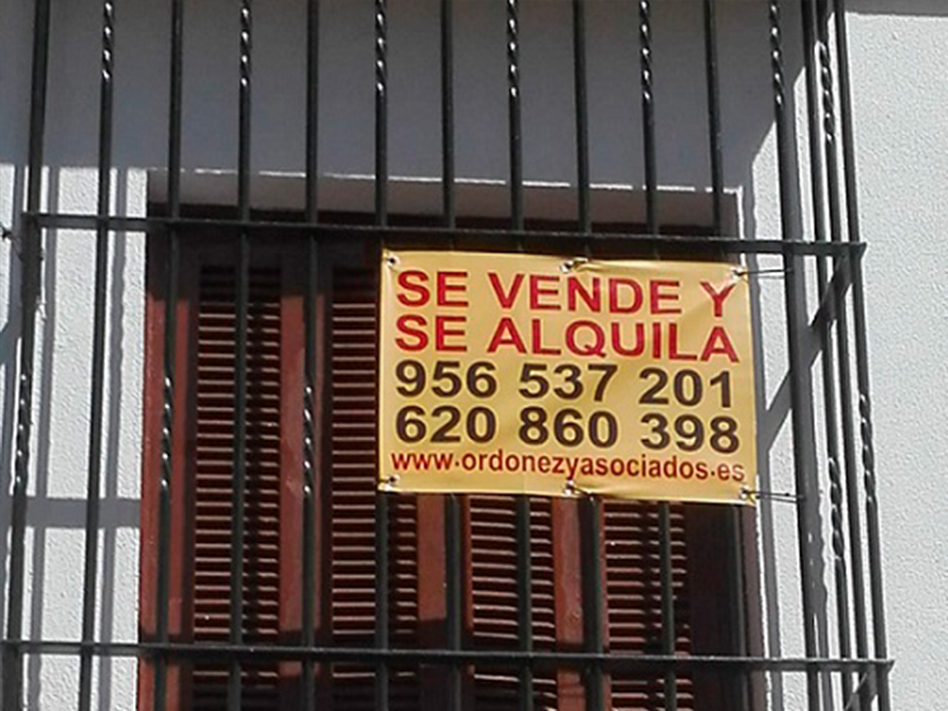 SE VENDE Y
SE ALQUILA
956 537 201
620 860 398
www.ordonezyasociados.es